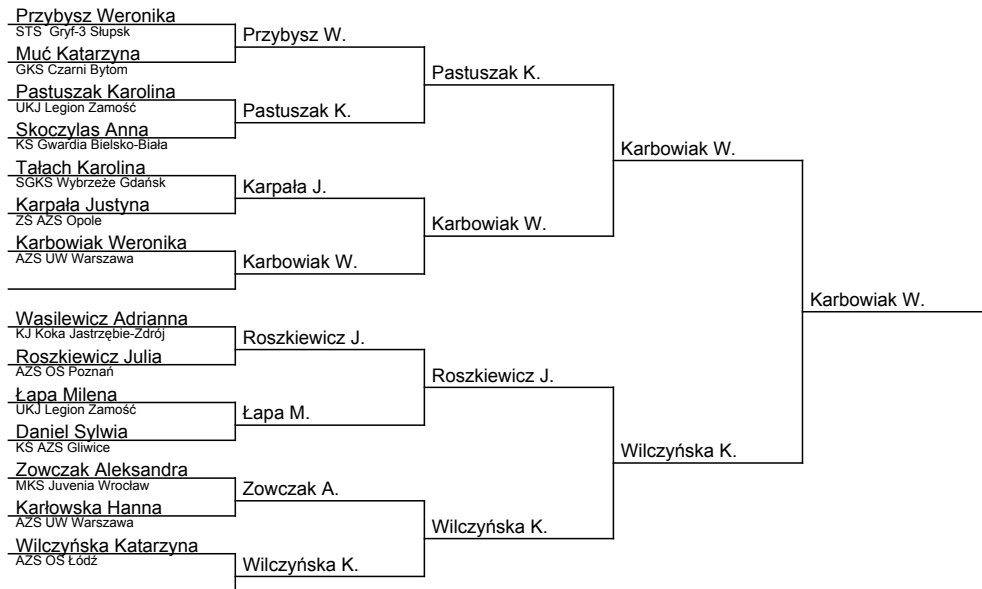 Przybysz Weronika
STS Gryf-3 Słupsk
Muć Katarzyna
GKS Czarni Bytom
Pastuszak Karolina
UKJ Legion Zamość
Skoczylas Anna
KS Gwardia Bielsko-Biała
Tałach Karolina
SGKS Wybrzeże Gdańsk
Karpała Justyna
ZŚ AZS Opole
Karbowiak Weronika
AZS UW Warszawa
Wasilewicz Adrianna
KJ Koka Jastrzębie-Zdrój
Roszkiewicz Julia
AZS OŚ Poznań
Łapa Milena
UKJ Legion Zamość
Daniel Sylwia
KŚ AZS Gliwice
Zowczak Aleksandra
MKS Juvenia Wrocław
Karłowska Hanna
AZS UW Warszawa
Wilczyńska Katarzyna
AZS OŚ Łódź
Przybysz W.
Pastuszak K.
Karpała J.
Karbowiak W.
Roszkiewicz J.
Łapa M.
Zowczak A.
Wilczyńska K.
Pastuszak K.
Karbowiak W.
Roszkiewicz J.
Wilczyńska K.
Karbowiak W.
Wilczyńska K.
Karbowiak W.